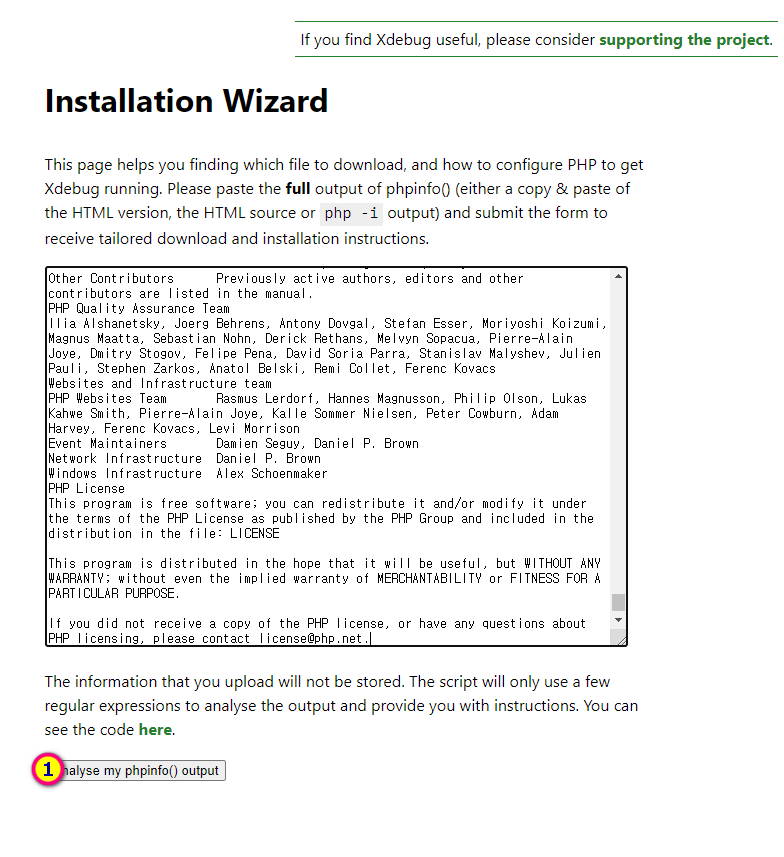 If you find Xdebug useful, please consider supporting the project.
Installation Wizard
This page helps you finding which file to download, and how to configure PHP to get
Xdebug running. Please paste the full output of phpinfo() (either a copy & paste of
the HTML version, the HTML source or php -i output) and submit the form to
receive tailored download and installation instructions.
Other Contributors Previously active authors, editors and other
contributors are listed in the manual.
PHP Quality Assurance Team
Ilia Alshanetsky, Joerg Behrens, Antony Dovgal, Stefan Esser, Moriyoshi Koizumi,
Magnus Maatta, Sebastian Nohn, Derick Rethans, Melvyn Sopacua, Pierre-Alain
Joye, Dmitry Stogov, Felipe Pena, David Soria Parra, Stanislav Malyshev, Julien
Pauli, Stephen Zarkos, Anatol Belski, Remi Collet, Ferenc Kovacs
Websites and Infrastructure team
PHP Websites Team Rasmus Lerdorf, Hannes Magnusson, Philip Olson, Lukas
Kahwe Smith, Pierre-Alain Joye, Kalle Sommer Nielsen, Peter Cowburn, Adam
Harvey, Ferenc Kovacs, Levi Morrison
Event Maintainers Damien Seguy, Daniel P. Brown
Network Infrastructure Daniel P. Brown
Windows Infrastructure Alex Schoenmaker
PHP License
This program is free software; you can redistribute it and/or modify it under
the terms of the PHP License as published by the PHP Group and included in the
distribution in the file: LICENSE
This program is distributed in the hope that it will be useful, but WITHOUT ANY
WARRANTY; without even the implied warranty of MERCHANTABILITY or FITNESS FOR A
PARTICULAR PURPOSE.
If you did not receive a copy of the PHP license, or have any questions about
PHP licensing, please contact license@php.net.
The information that you upload will not be stored. The script will only use a few
regular expressions to analyse the output and provide you with instructions. You can
see the code here.
1 nalyse my phpinfo() output